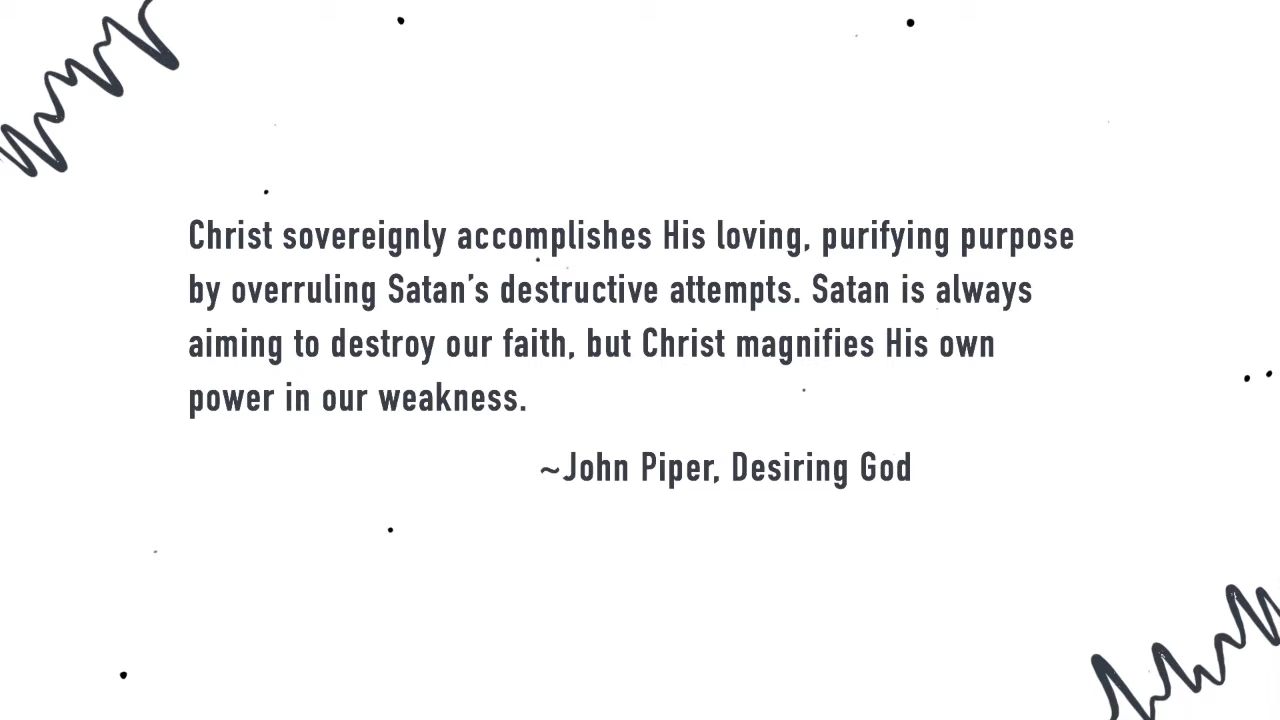 Christ sovereignly accomplishes His loving, purifying purpose
by overruling Satan’s destructive attempts. Satan is always
aiming to destroy our faith, but Christ magnifies His own
power in our weakness.
~John Piper, Desiring God